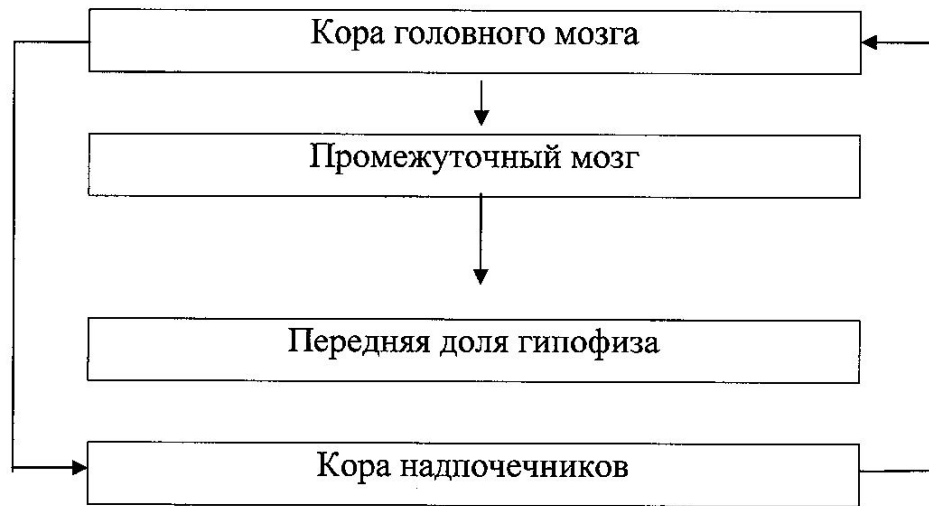 Кора головного мозга
Промежуточный мозг
Передняя доля гипофиза
Кора надпочечников